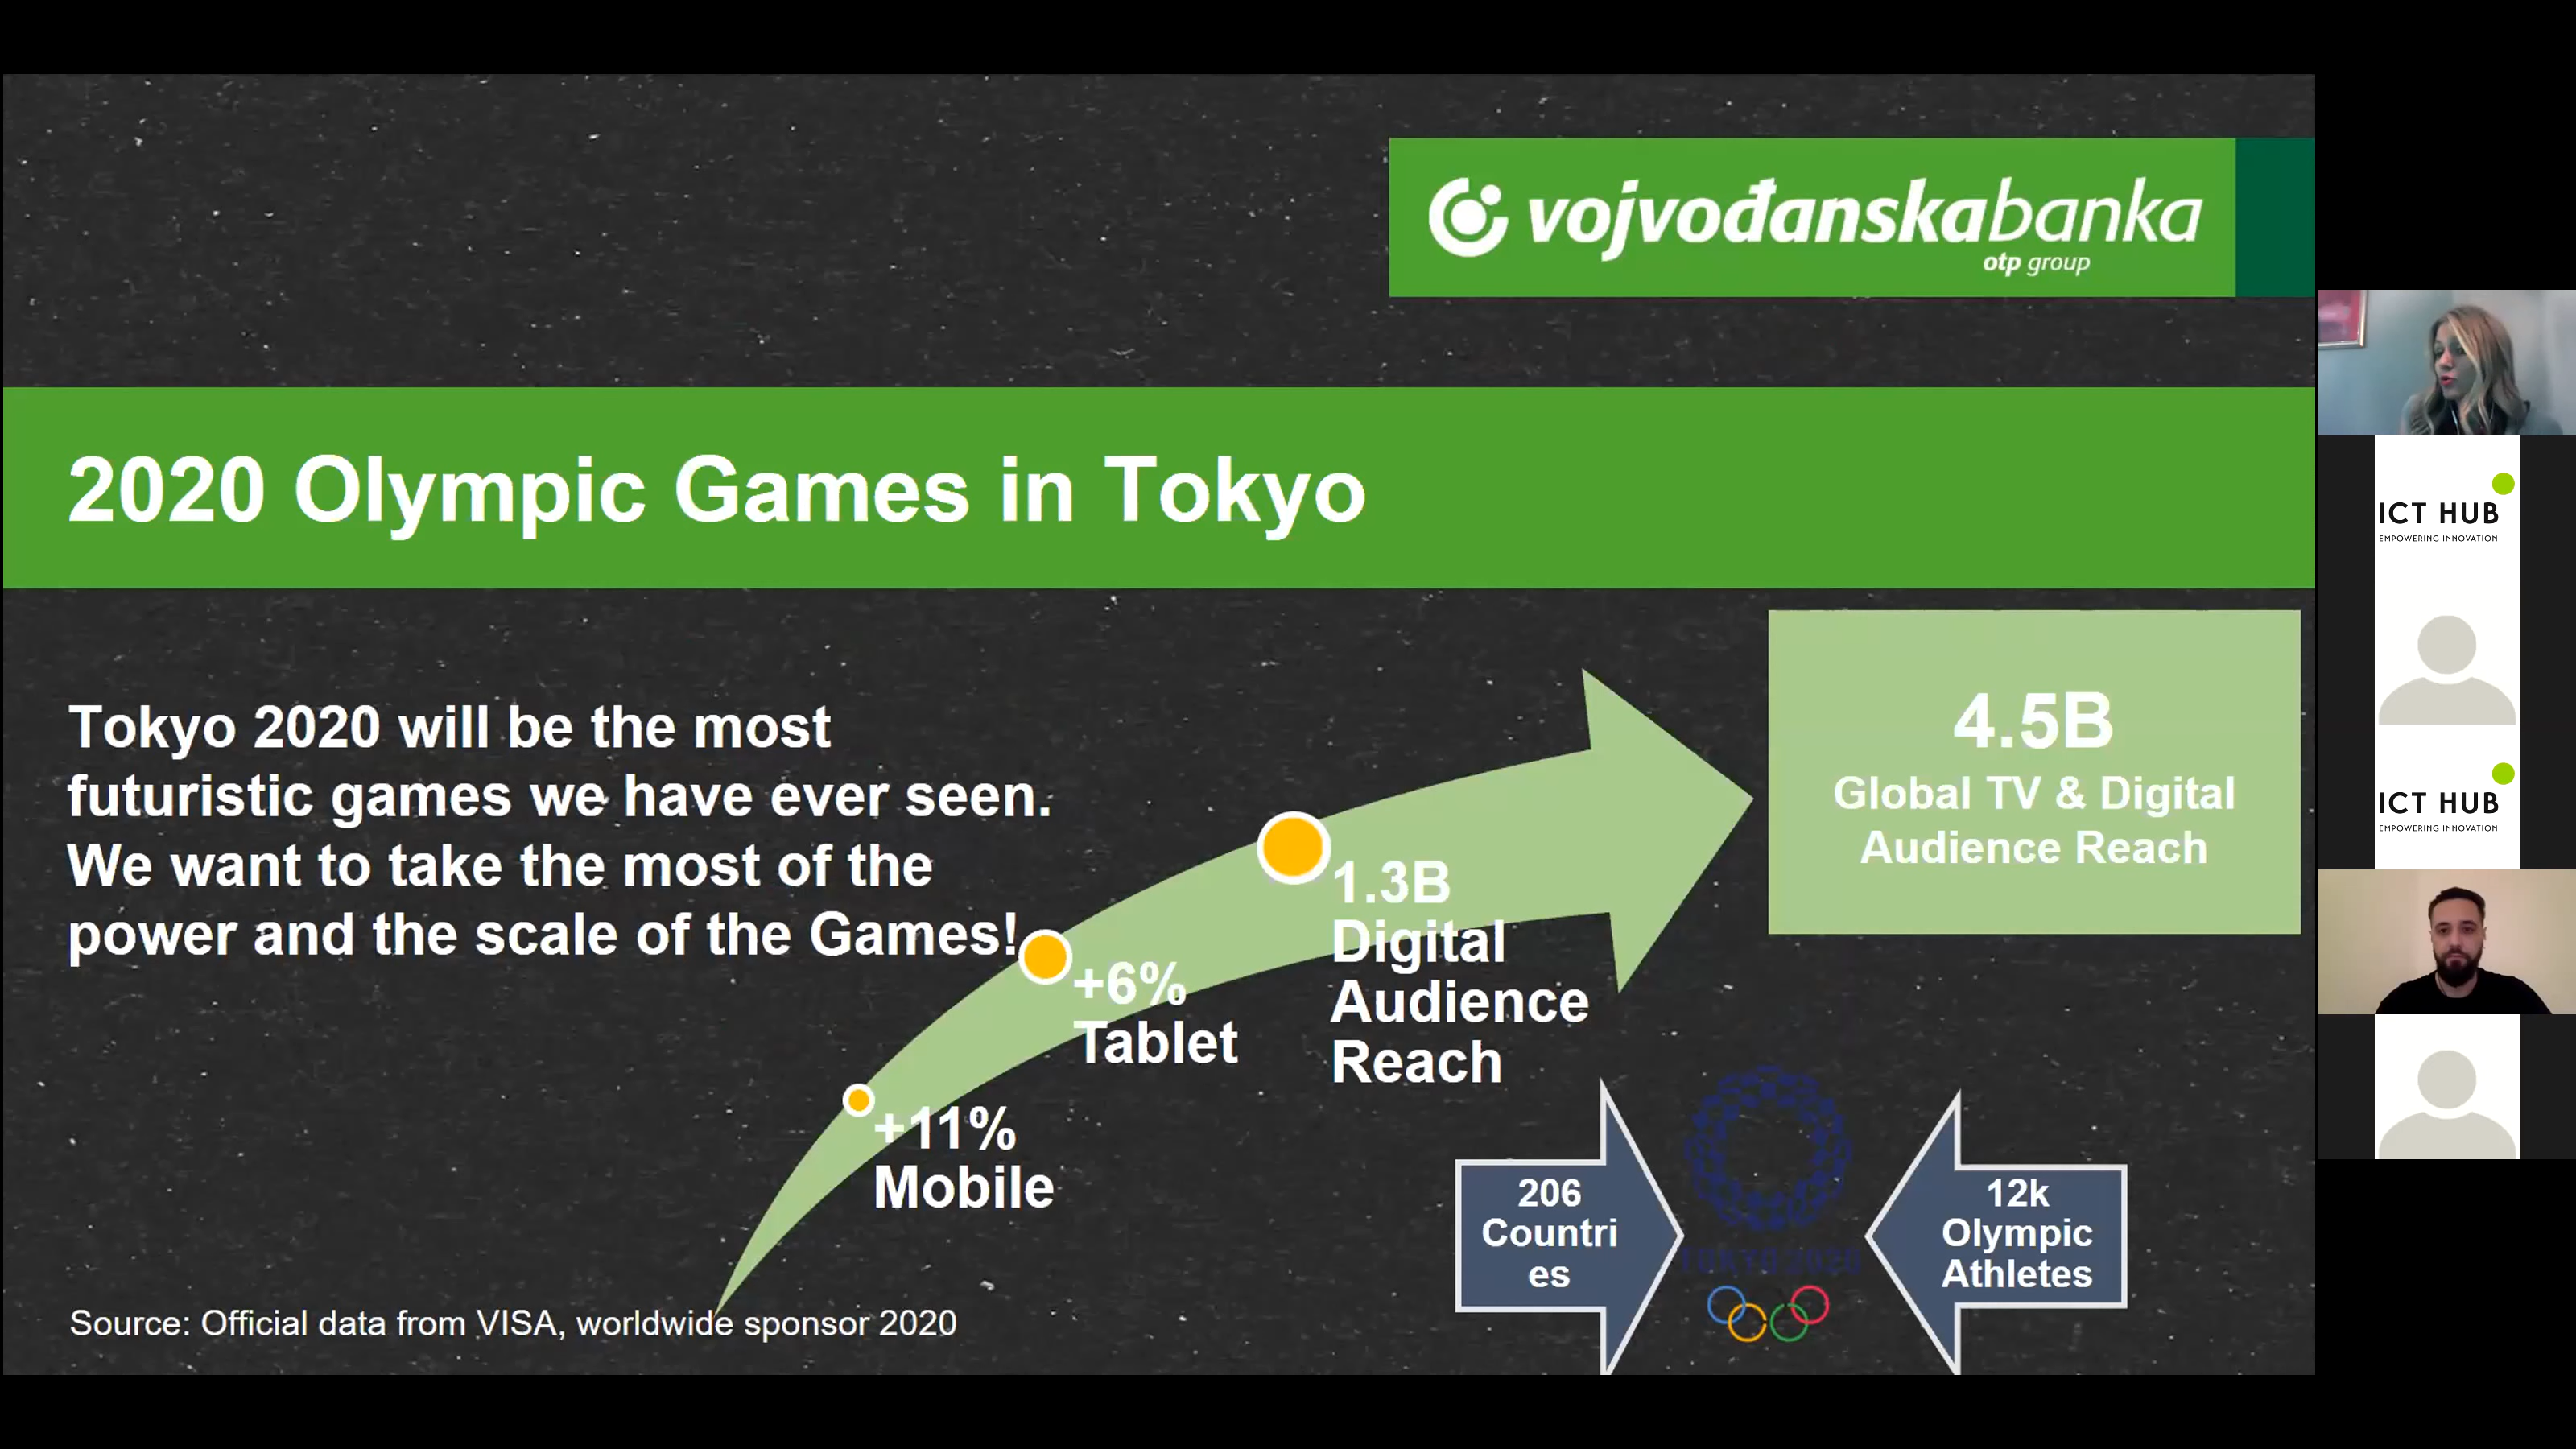 vojvođanskabanka
otp group
2020 Olympic Games in Tokyo
Tokyo 2020 will be the most
futuristic games we have ever seen.
We want to take the most of the
power and the scale of the Games!
4.5B
Global TV & Digital
Audience Reach
1.3B
Digital
Audience
Reach
+6%
Tablet
+11%
Mobile
206
Countri
es
TOKYO 2020
12k
Olympic
Athletes
Source: Official data from VISA, worldwide sponsor 2020
ICT HUB
EMPOWERING INNOVATION
ICT HUB
EMPOWERING INNOVATION